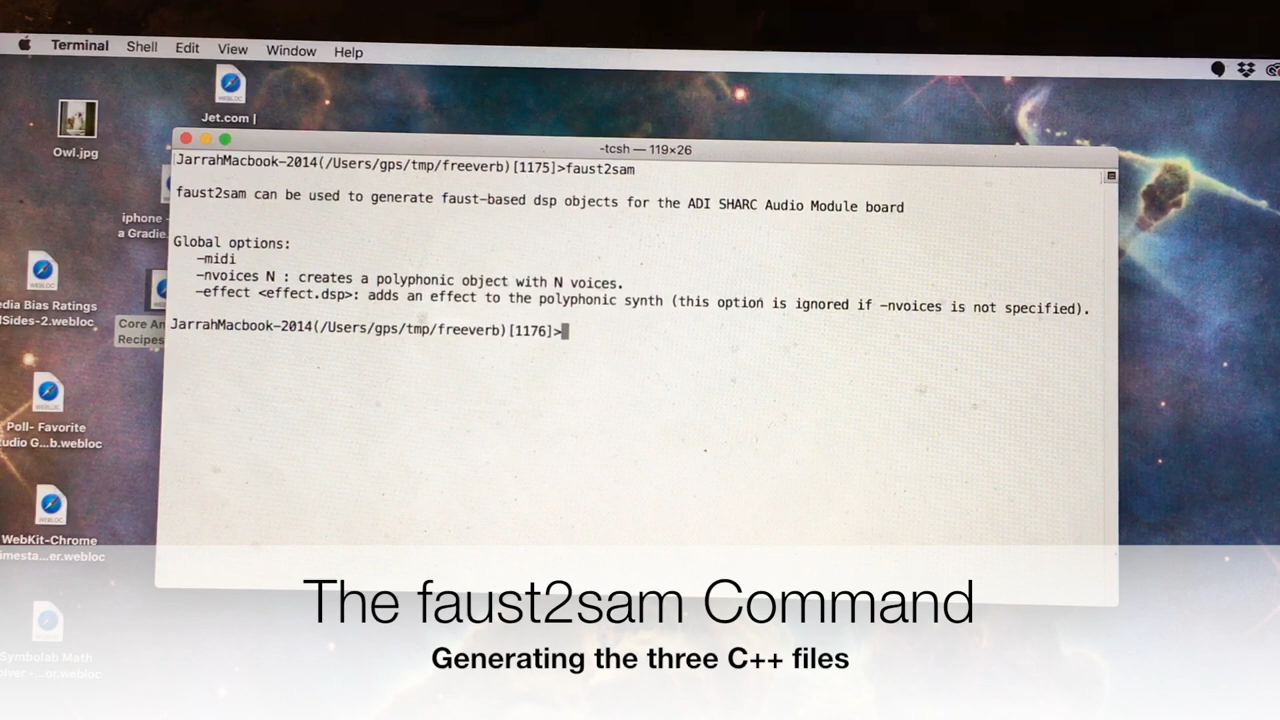 Terminal Shell Edit View Window Help
Jet.com |
Owl.jpg
-tcsh — 119×26
JarrahMacbook-2014(/Users/gps/tmp/freeverb)[1175]>faust2sam
faust2sam can be used to generate faust-based dsp objects for the ADI SHARC Audio Module board
Global options:
-midi
-nvoices N : creates a polyphonic object with N voices.
-effect <effect.dsp>: adds an effect to the polyphonic synth (this option is ignored if -nvoices is not specified).
JarrahMacbook-2014(/Users/gps/tmp/freeverb)[1176]>
iphone -
a Gradie
WEBLOC
edia Bias Ratings
lSides-2.webloc
Core An
Recipes
WEBLOC
Poll- Favorite
udio G...b.webloc
WEBLOC
WebKit-Chrome
imesta...er.webloc
Symbolab Math
olver -...or.webloc
The faust2sam Command
Generating the three C++ files